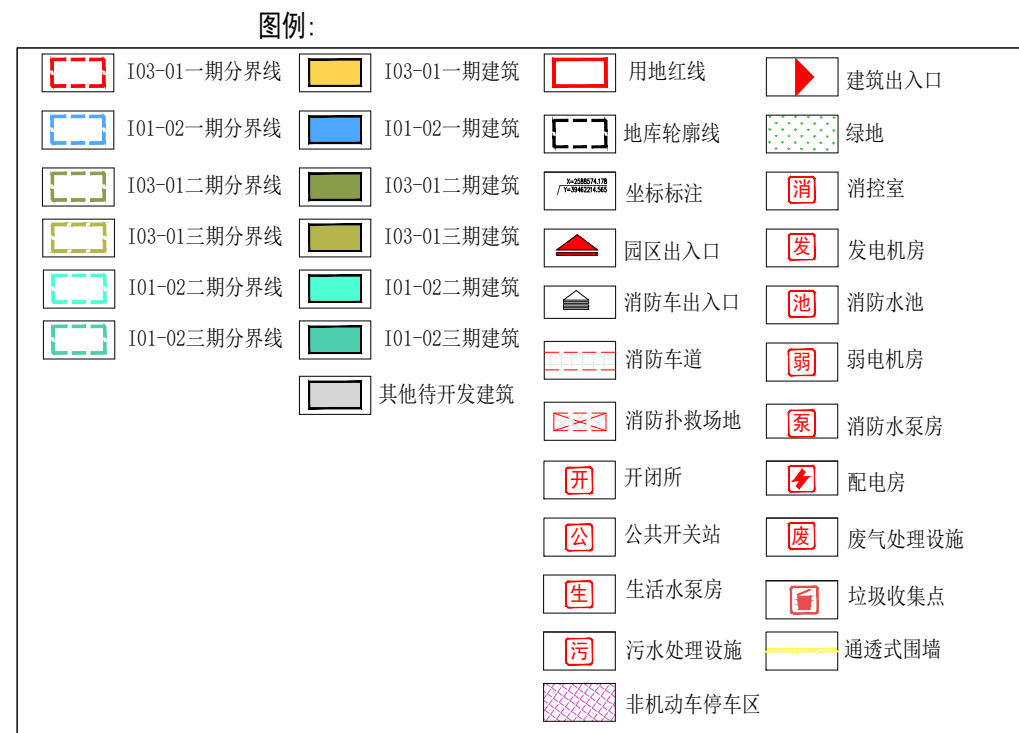 图例:
I03-01一期分界线
I01-02一期分界线
I03-01二期分界线
I03-01三期分界线
I01-02二期分界线
I01-02三期分界线
I03-01一期建筑
I01-02一期建筑
I03-01二期建筑
I03-01三期建筑
I01-02二期建筑
I01-02三期建筑
其他待开发建筑
用地红线
地库轮廓线
X=2588574.178
Y=39462214.565
坐标标注
园区出入口
消防车出入口
消防车道
消防扑救场地
开 开闭所
公 公共开关站
生 生活水泵房
污 污水处理设施
非机动车停车区
建筑出入口
绿地
消 消控室
发 发电机房
池 消防水池
弱 弱电机房
泵 消防水泵房
配电房
废 废气处理设施
垃圾收集点
通透式围墙